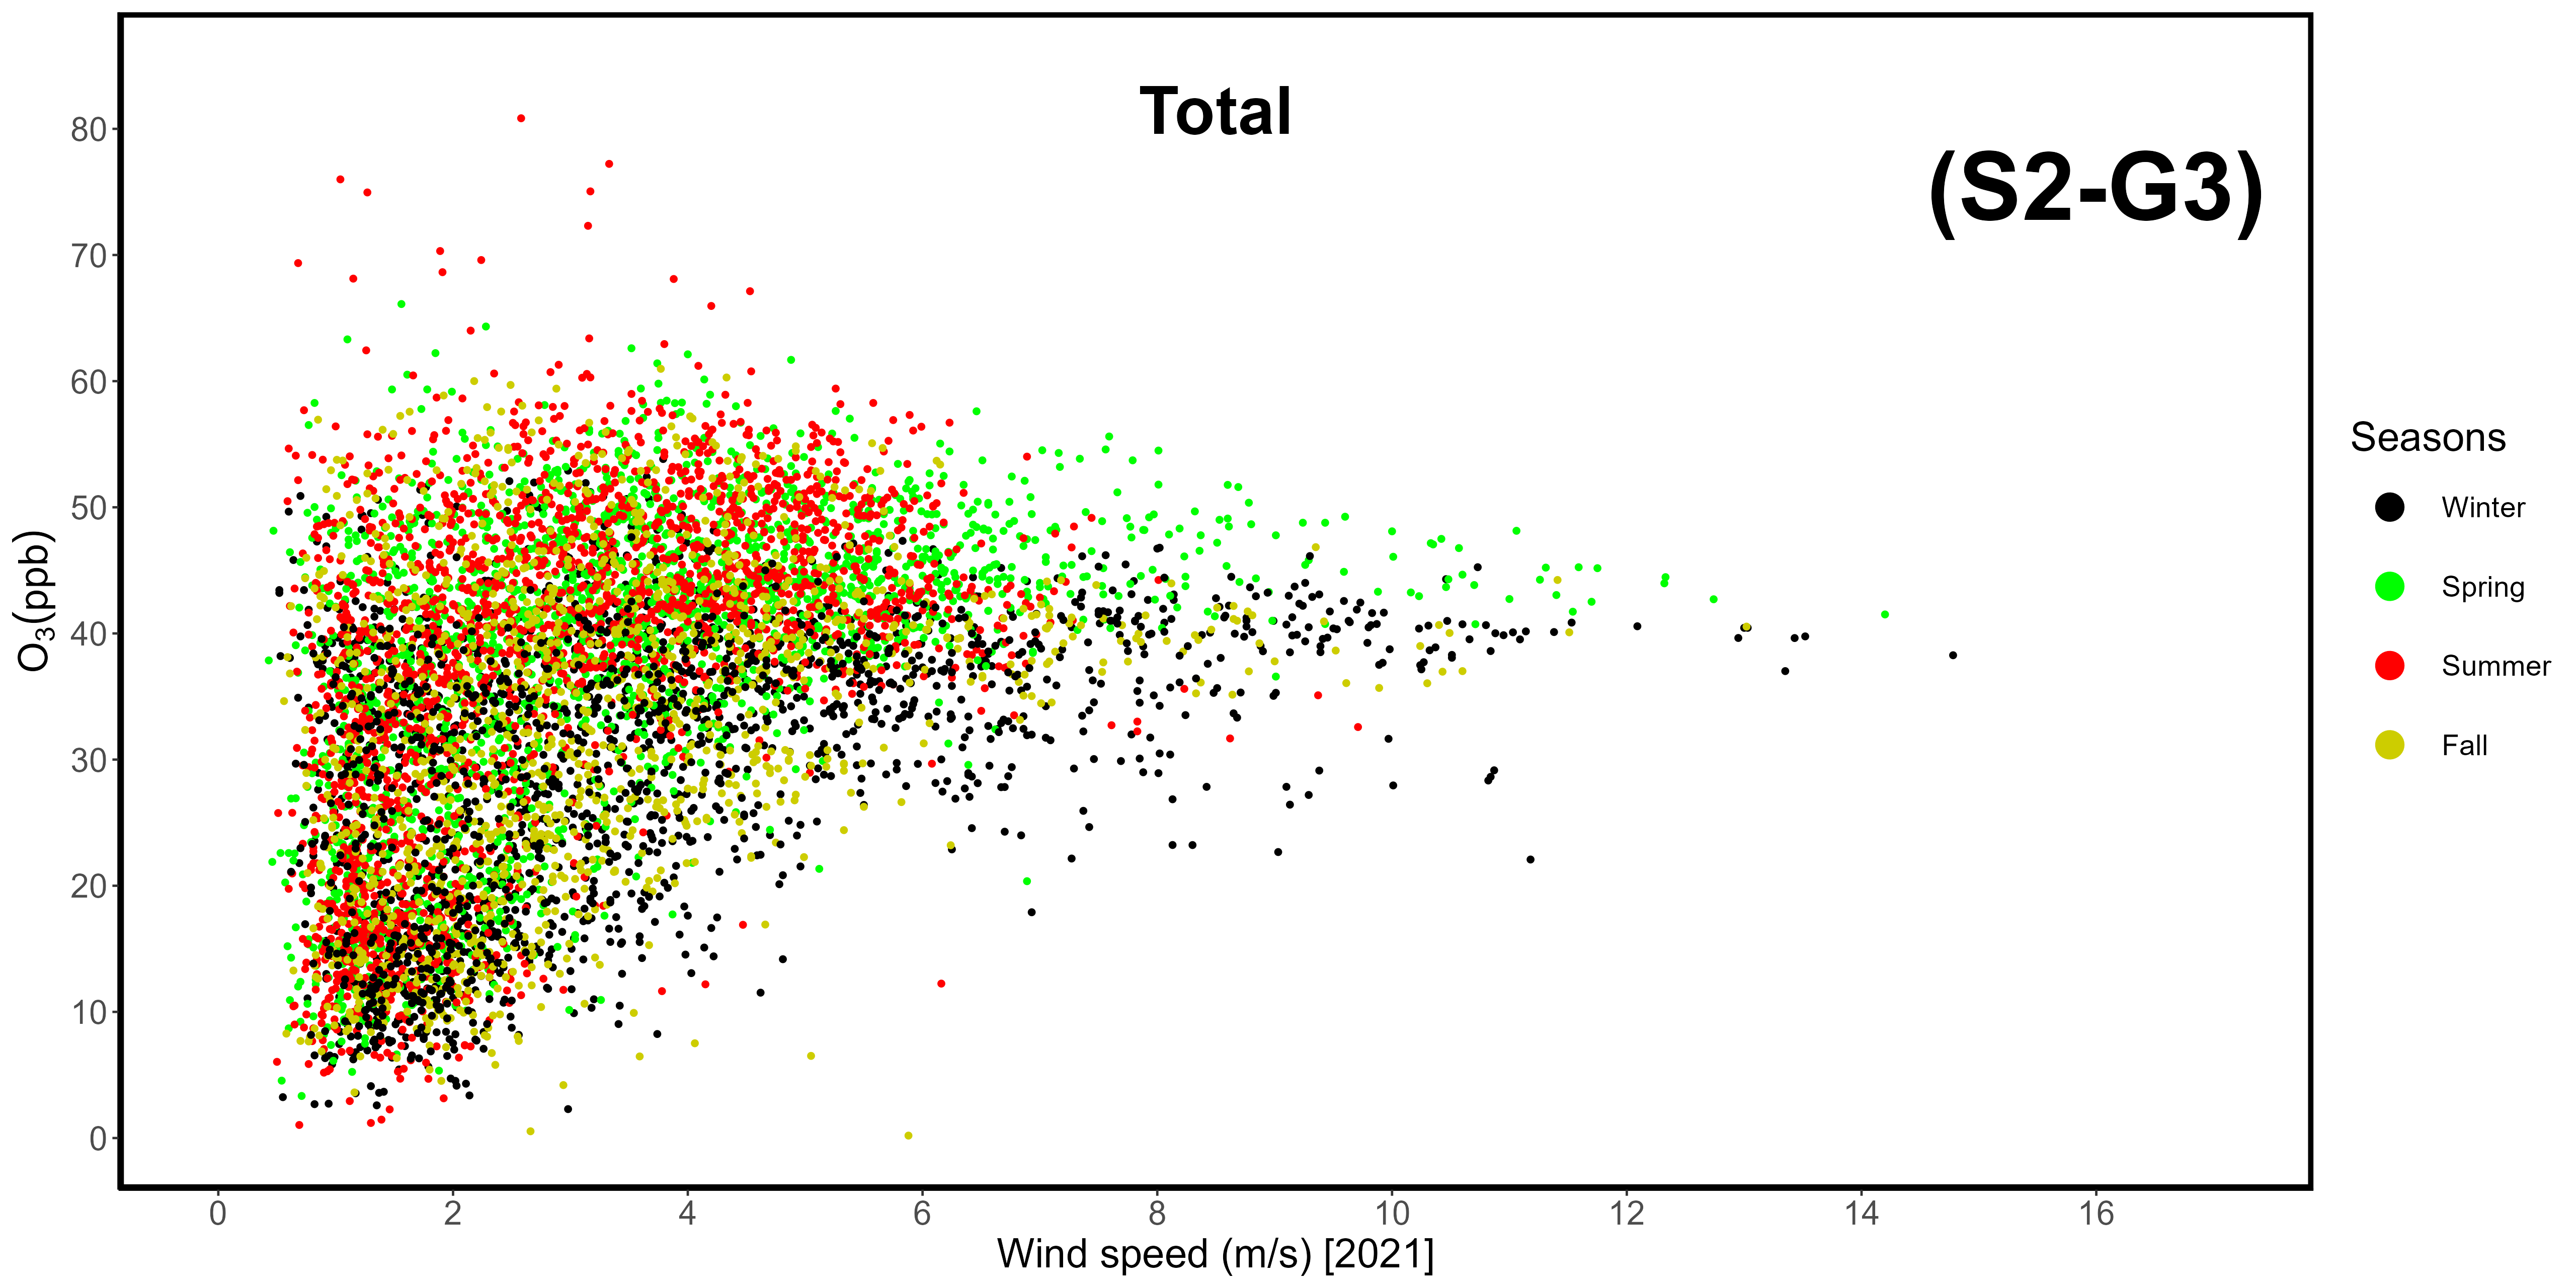 Total
(S2-G3)
80
70
60
50
40
30
20
10
0
O₃(ppb)
0 2 4 6 8 10 12 14 16
Wind speed (m/s) [2021]
Seasons
Winter
Spring
Summer
Fall